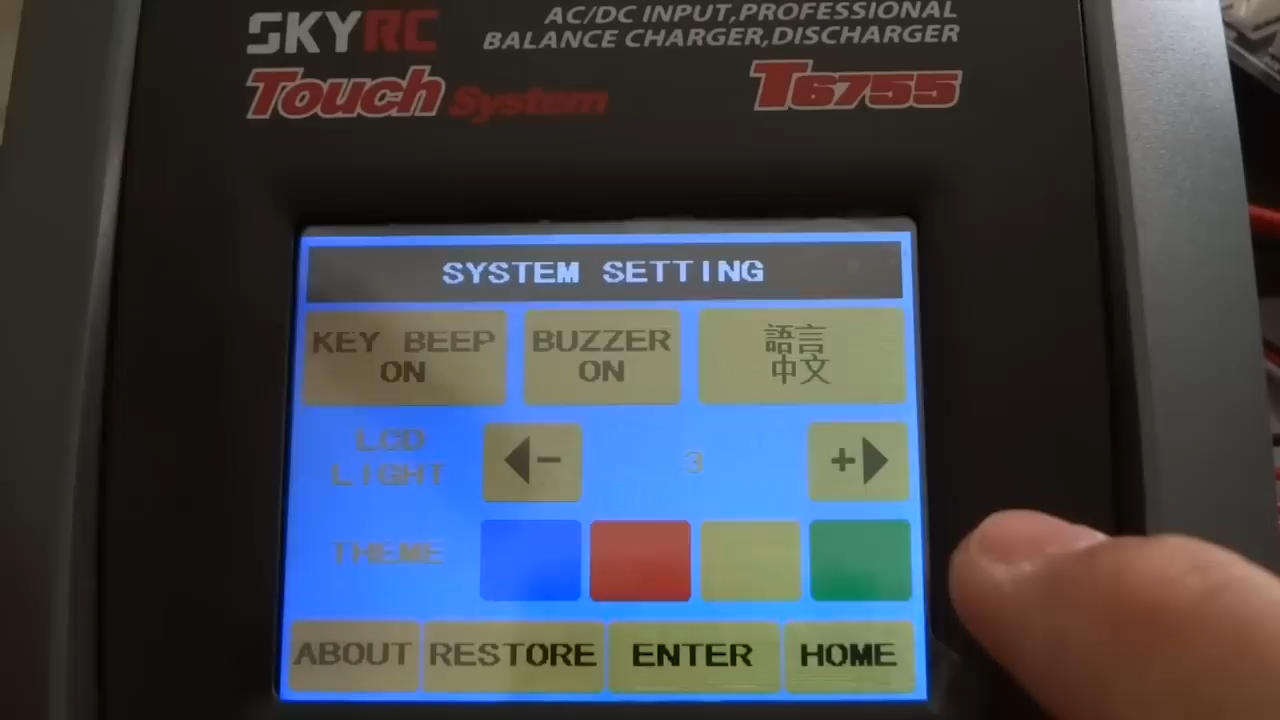 SKYRC
AC/DC INPUT,PROFESSIONAL
BALANCE CHARGER,DISCHARGER
Touch System
T6755
SYSTEM SETTING
KEY BEEP
ON
BUZZER
ON
語言
中文
LCD
LIGHT
-
3
+
THEME
ABOUT
RESTORE
ENTER
HOME